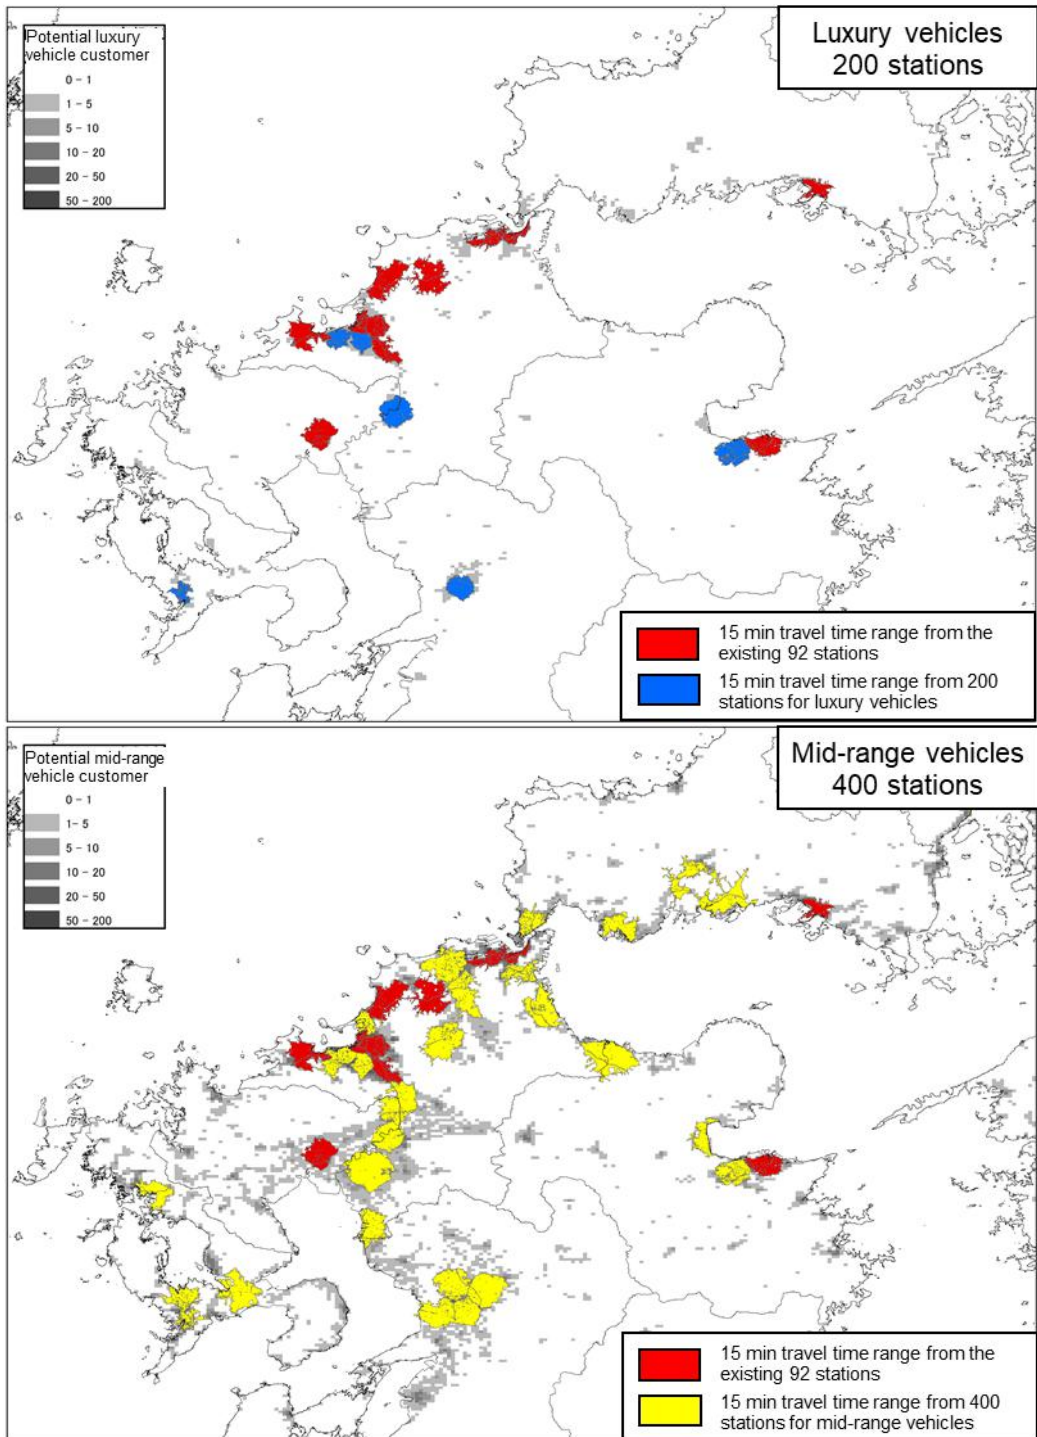 Potential luxury
vehicle customer
0 - 1
1 - 5
5 - 10
10 - 20
20 - 50
50 - 200
Luxury vehicles
200 stations
15 min travel time range from the
existing 92 stations
15 min travel time range from 200
stations for luxury vehicles
Potential mid-range
vehicle customer
0 - 1
1 - 5
5 - 10
10 - 20
20 - 50
50 - 200
Mid-range vehicles
400 stations
15 min travel time range from the
existing 92 stations
15 min travel time range from 400
stations for mid-range vehicles